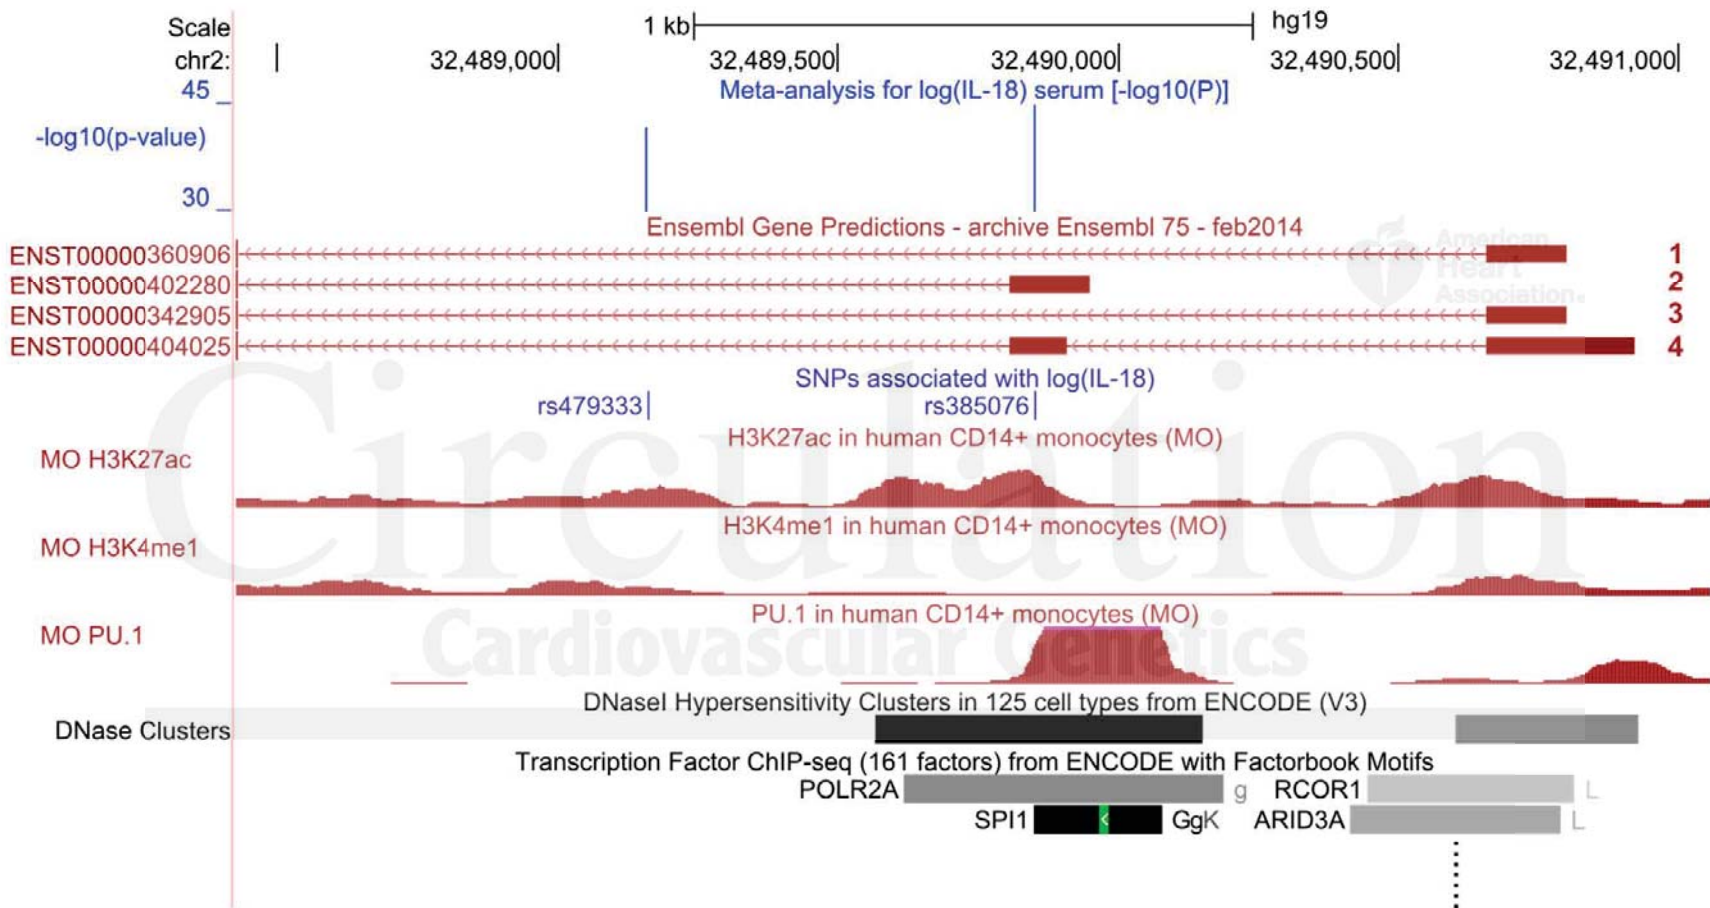 Scale 1 kb hg19
chr2: 32,489,000 32,489,500 32,490,000 32,490,500 32,491,000
45 Meta-analysis for log(IL-18) serum [-log10(P)]
-log10(p-value)
30
Ensembl Gene Predictions - archive Ensembl 75 - feb2014
ENST00000360906 1
ENST00000402280 2
ENST00000342905 3
ENST00000404025 4
American
Heart
Association®
SNPs associated with log(IL-18)
rs479333 rs385076
H3K27ac in human CD14+ monocytes (MO)
MO H3K27ac
Circulation
H3K4me1 in human CD14+ monocytes (MO)
MO H3K4me1
PU.1 in human CD14+ monocytes (MO)
MO PU.1
Cardiovascular Genetics
DNaseI Hypersensitivity Clusters in 125 cell types from ENCODE (V3)
DNase Clusters
Transcription Factor ChIP-seq (161 factors) from ENCODE with Factorbook Motifs
POLR2A g RCOR1 L
SPI1 GgK ARID3A L